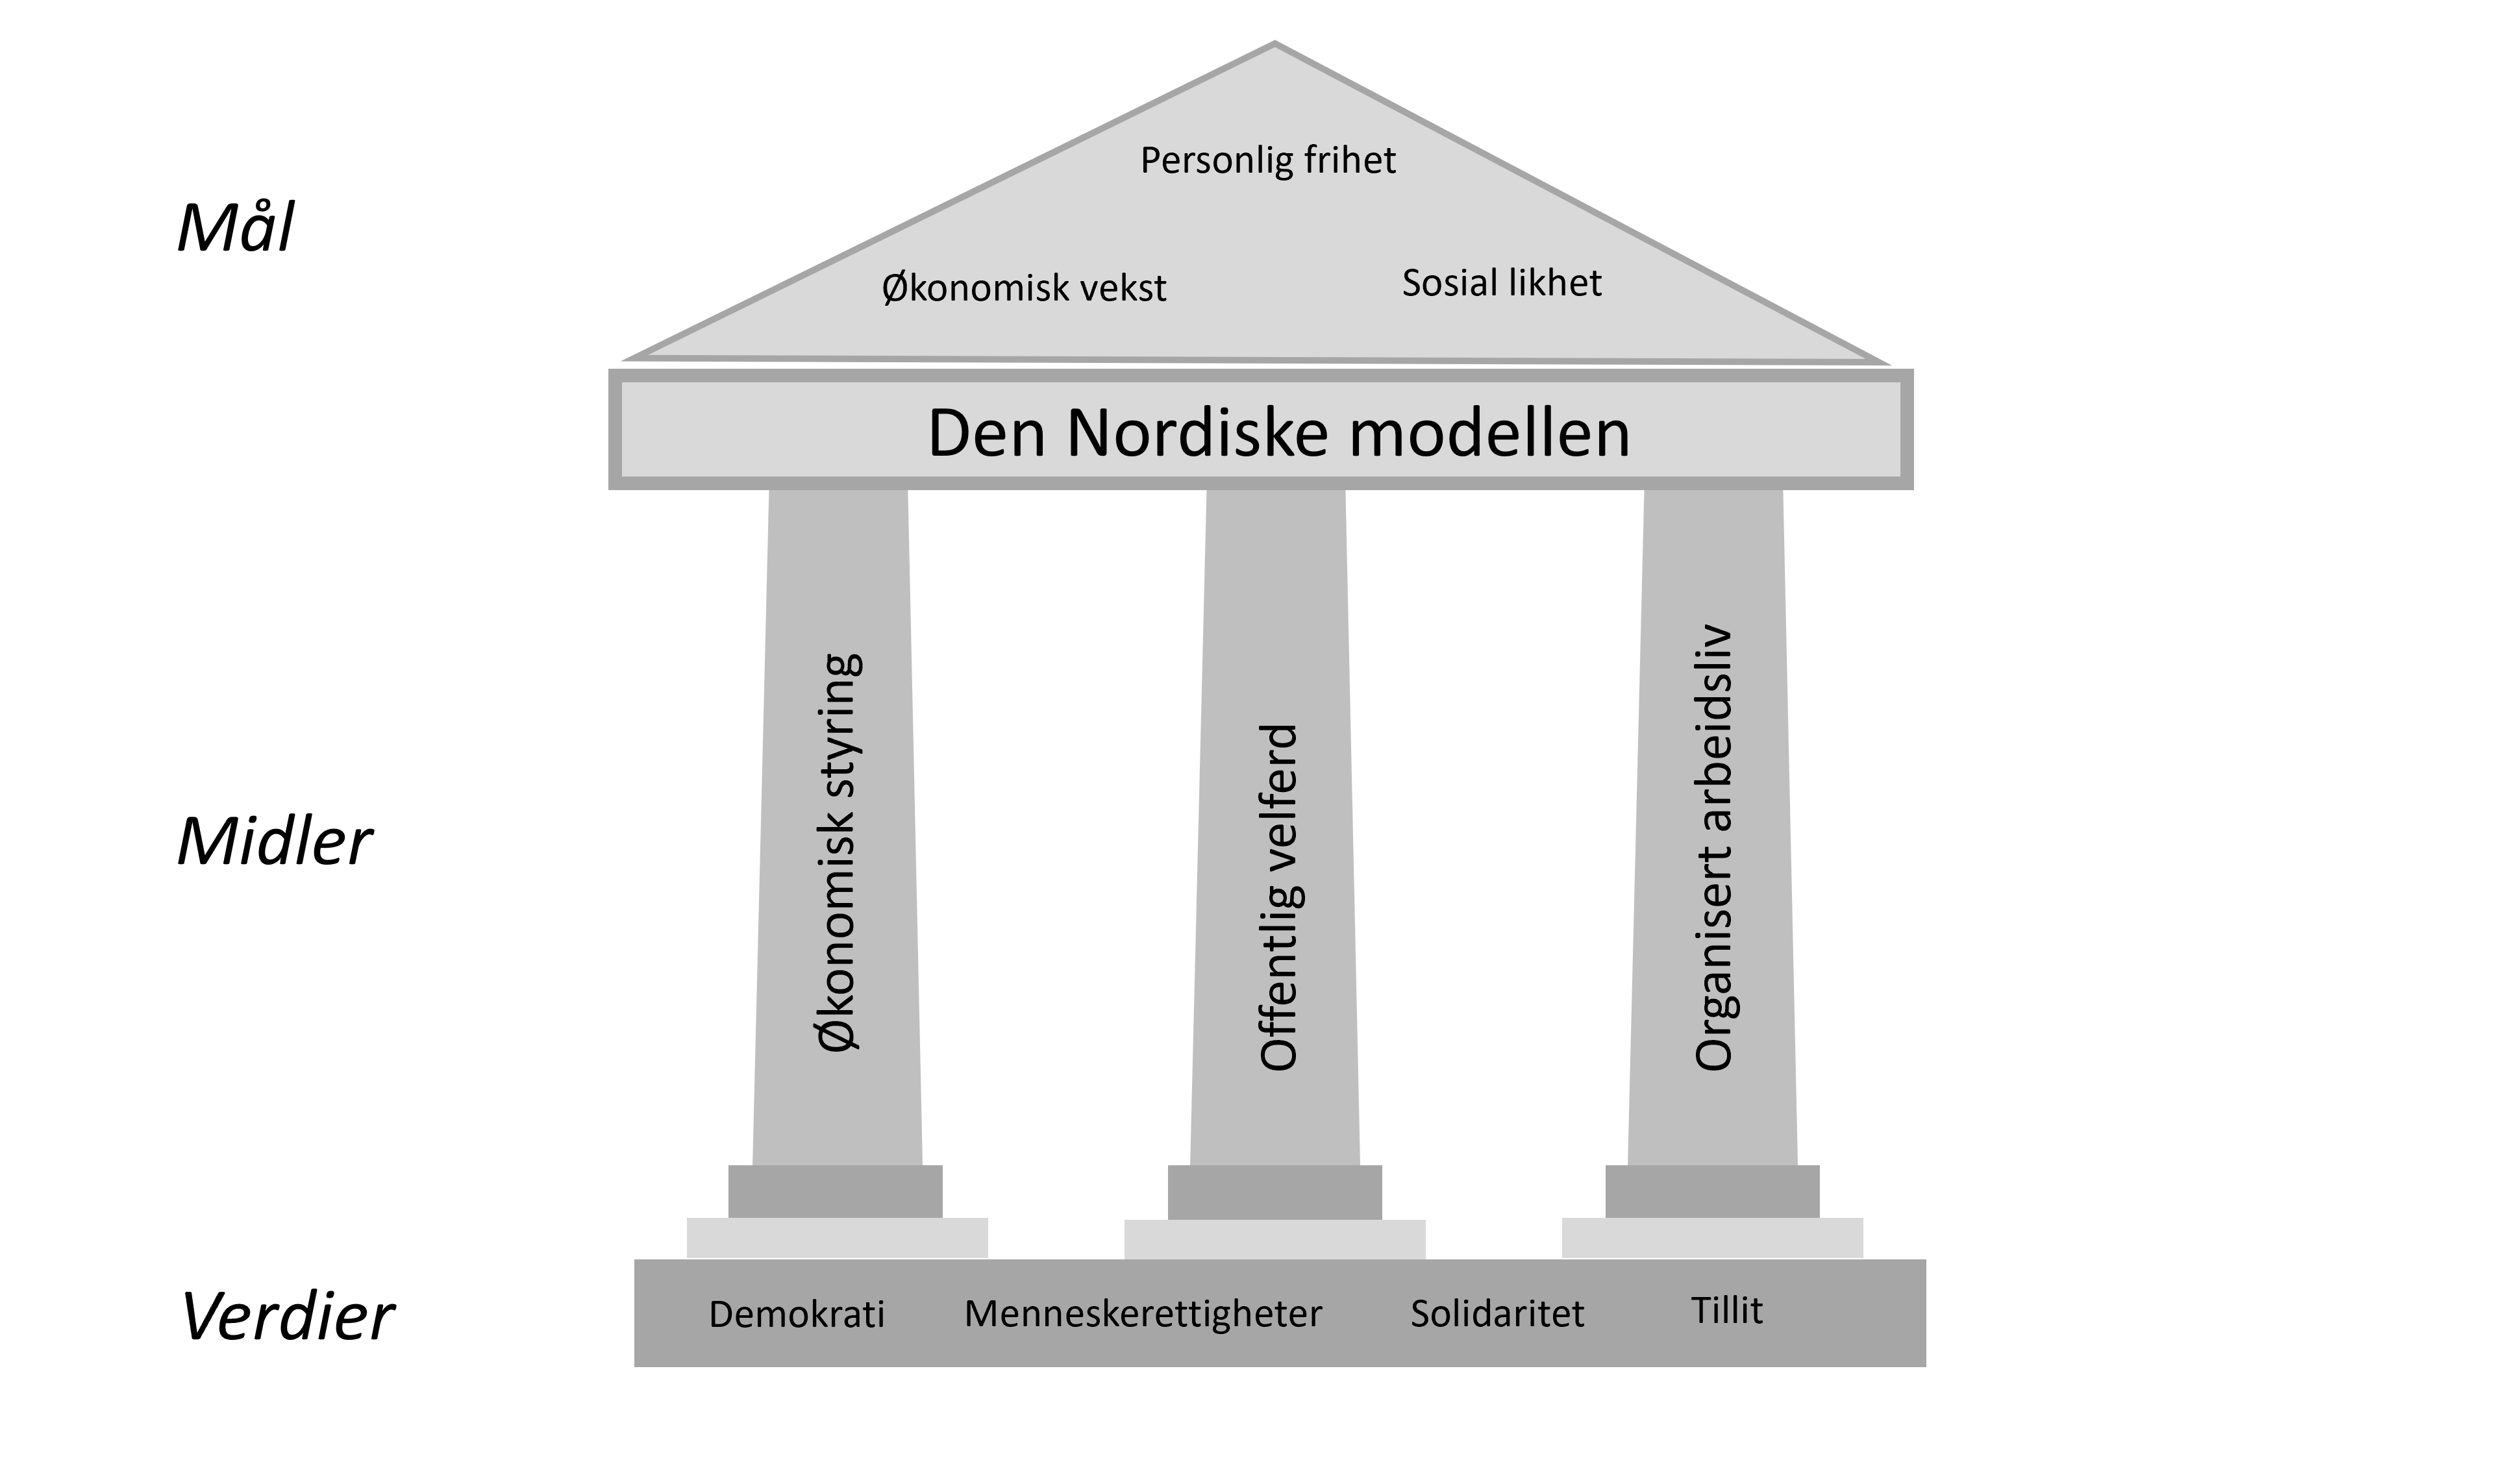 Mål
Personlig frihet
Økonomisk vekst
Sosial likhet
Den Nordiske modellen
Midler
Økonomisk styring
Offentlig velferd
Organisert arbeidsliv
Verdier
Demokrati
Menneskerettigheter
Solidaritet
Tillit